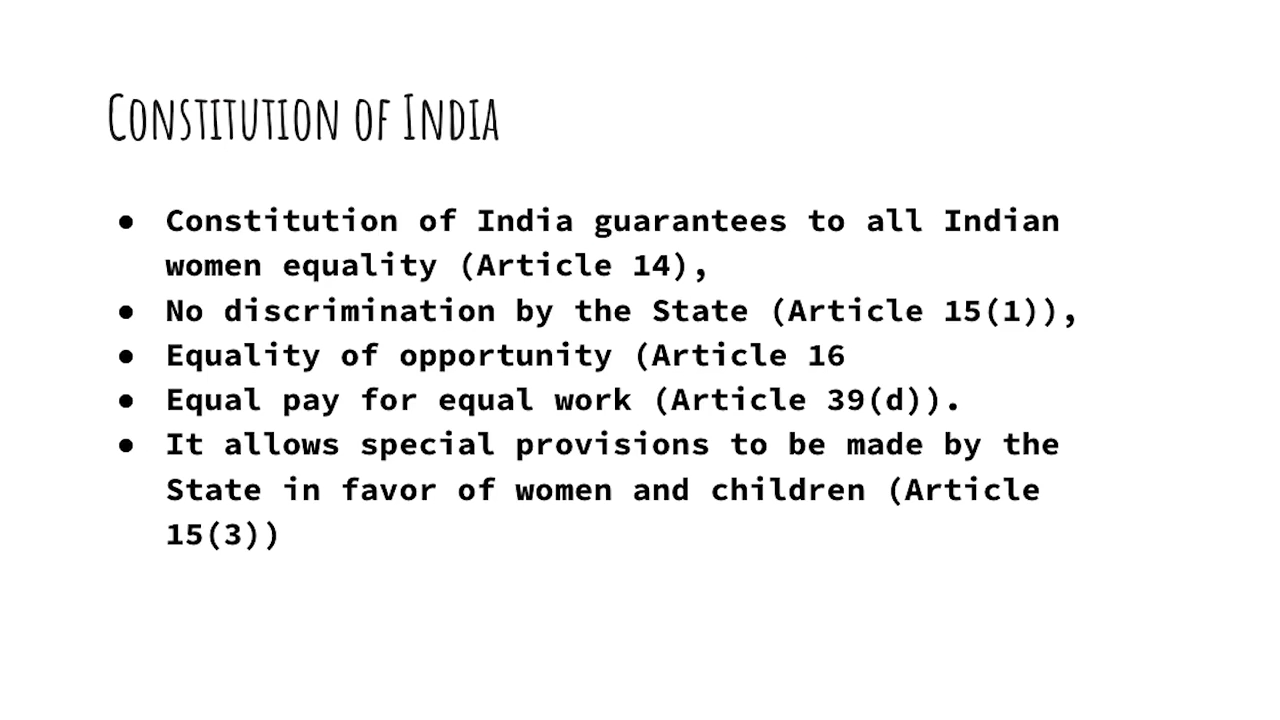 Constitution of India
● Constitution of India guarantees to all Indian
women equality (Article 14),
● No discrimination by the State (Article 15(1)),
● Equality of opportunity (Article 16
● Equal pay for equal work (Article 39(d)).
● It allows special provisions to be made by the
State in favor of women and children (Article
15(3))